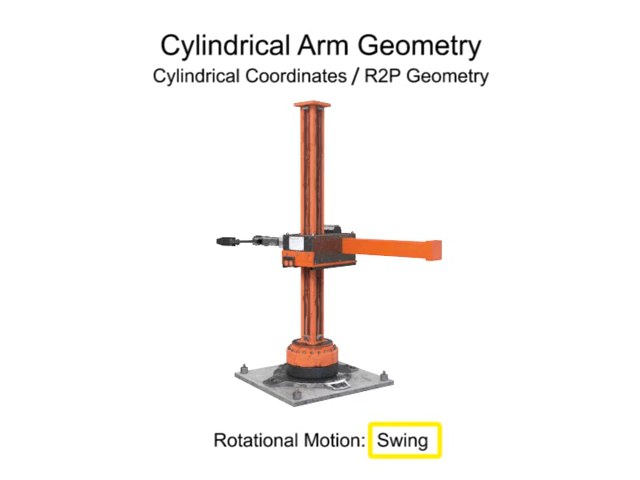 Cylindrical Arm Geometry
Cylindrical Coordinates / R2P Geometry
Rotational Motion: Swing